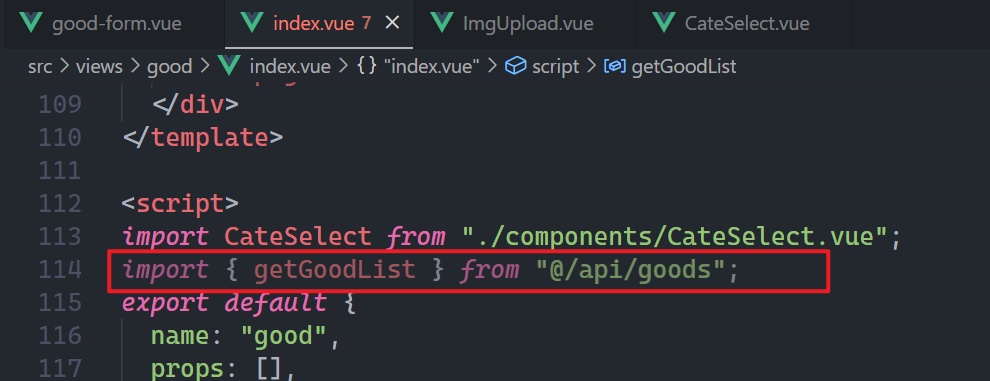 good-form.vue index.vue 7 × ImgUpload.vue CateSelect.vue
src > views > good > index.vue > {} "index.vue" > script > getGoodList
109 </div>
110 </template>
111
112 <script>
113 import CateSelect from "./components/CateSelect.vue";
114 import { getGoodList } from "@/api/goods";
115 export default {
116 name: "good",
117 props: [],